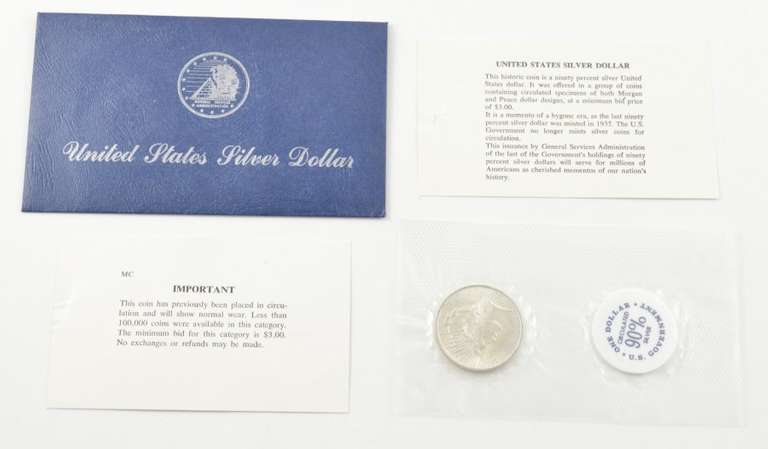 GENERAL SERVICES
ADMINISTRATION
United States Silver Dollar
UNITED STATES SILVER DOLLAR
This historic coin is a ninety percent silver United
States dollar. It was offered in a group of coins
containing circulated specimens of both Morgan
and Peace dollar designs, at a minimum bid price
of $3.00.
It is a memento of a bygone era, as the last ninety
percent silver dollar was minted in 1935. The U.S.
Government no longer mints silver coins for
circulation.
This issuance by General Services Administration
of the last of the Government's holdings of ninety
percent silver dollars will serve for millions of
Americans as cherished mementos of our nation's
history.
MC
IMPORTANT
This coin has previously been placed in circu-
lation and will show normal wear. Less than
100,000 coins were available in this category.
The minimum bid for this category is $3.00.
No exchanges or refunds may be made.
ONE DOLLAR
CIRCULATED
90%
SILVER
U.S. GOVERNMENT